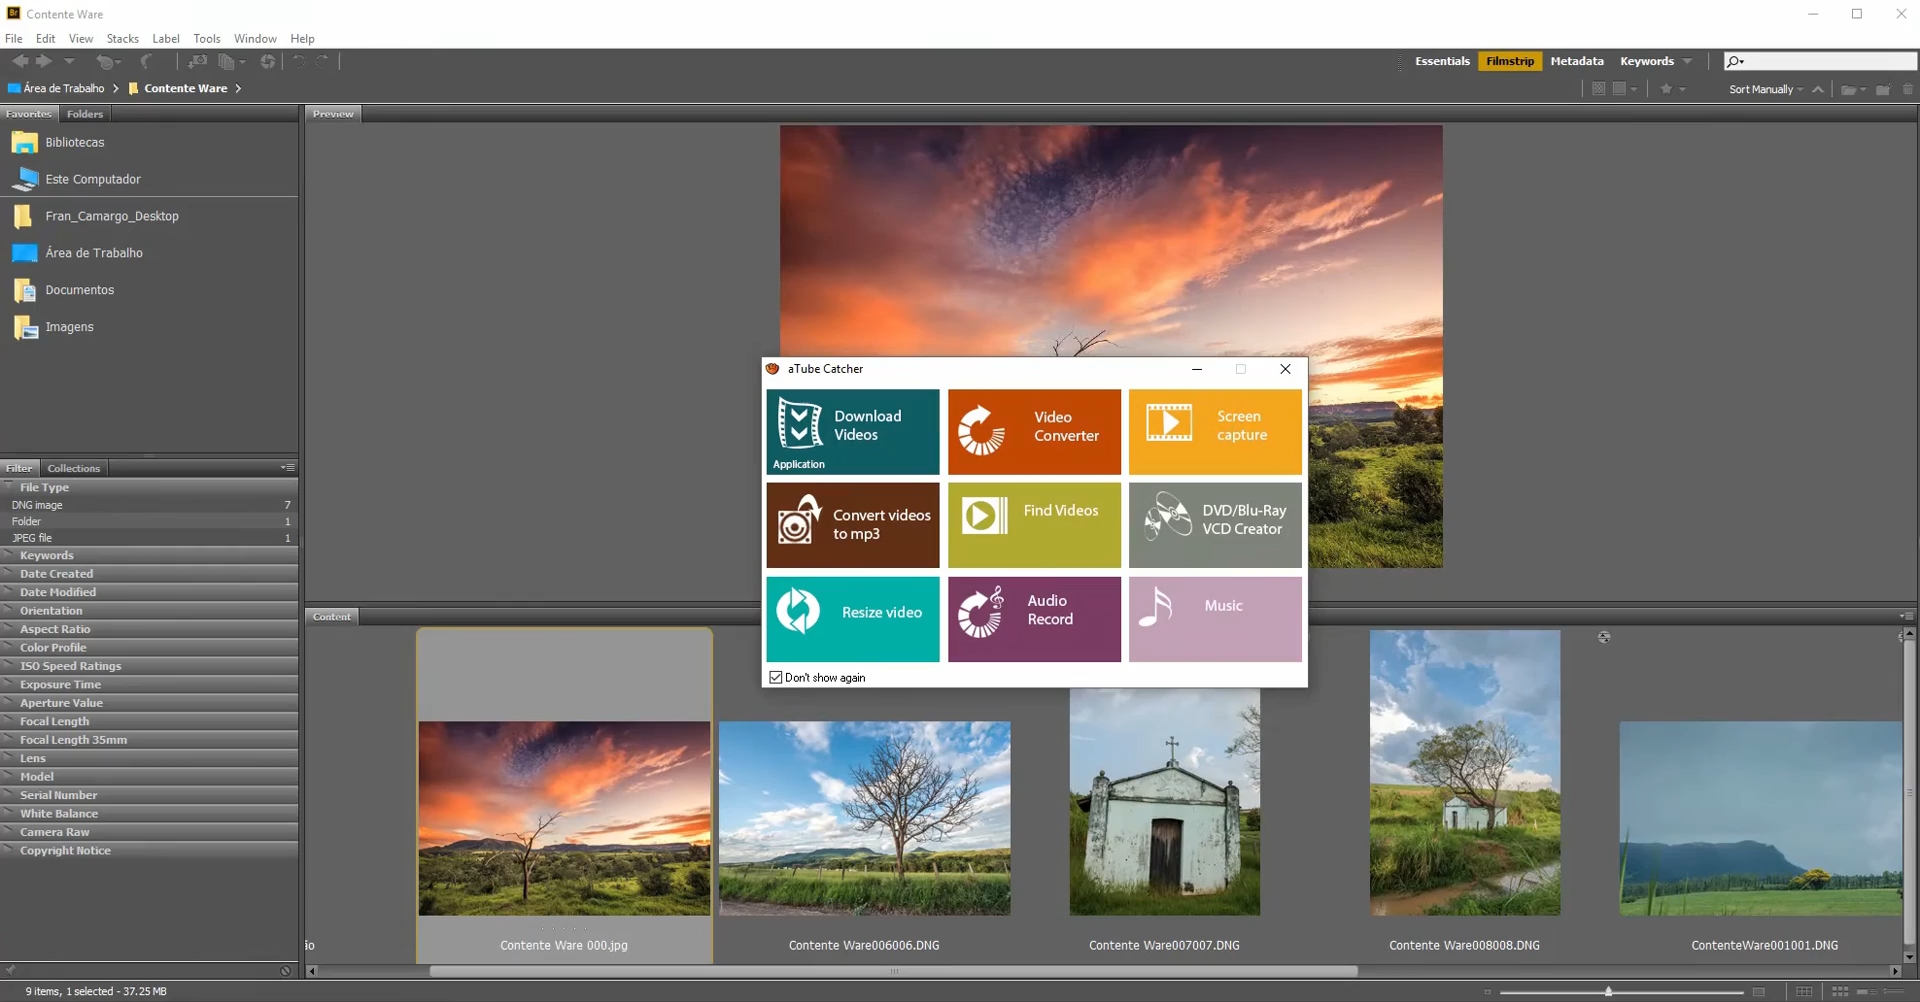 Br Contente Ware
File Edit View Stacks Label Tools Window Help
Essentials Filmstrip Metadata Keywords
Área de Trabalho Contente Ware
Sort Manually
Favorites Folders
Bibliotecas
Este Computador
Fran_Camargo_Desktop
Área de Trabalho
Documentos
Imagens
Filter Collections
File Type
DNG image 7
Folder 1
JPEG file 1
Keywords
Date Created
Date Modified
Orientation
Aspect Ratio
Color Profile
ISO Speed Ratings
Exposure Time
Aperture Value
Focal Length
Focal Length 35mm
Lens
Model
Serial Number
White Balance
Camera Raw
Copyright Notice
Preview
aTube Catcher
Download
Videos
Application
Video
Converter
Screen
capture
Convert videos
to mp3
Find Videos
DVD/Blu-Ray
VCD Creator
Resize video
Audio
Record
Music
Don't show again
Content
ão
Contente Ware 000.jpg
Contente Ware006006.DNG
Contente Ware007007.DNG
Contente Ware008008.DNG
ContenteWare001001.DNG
9 items, 1 selected - 37.25 MB